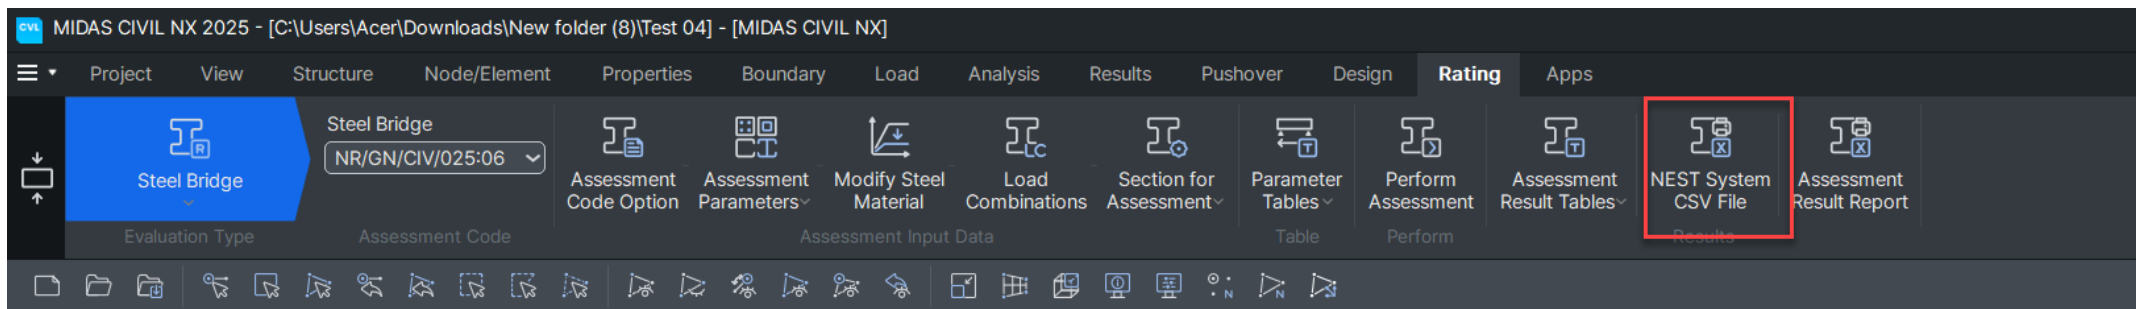 CVL MIDAS CIVIL NX 2025 - [C:\Users\Acer\Downloads\New folder (8)\Test 04] - [MIDAS CIVIL NX]
Project View Structure Node/Element Properties Boundary Load Analysis Results Pushover Design Rating Apps
Steel Bridge
Steel Bridge
NR/GN/CIV/025:06
Assessment
Code Option
Assessment
Parameters
Modify Steel
Material
Load
Combinations
Section for
Assessment
Parameter
Tables
Perform
Assessment
Assessment
Result Tables
NEST System
CSV File
Assessment
Result Report
Evaluation Type Assessment Code Assessment Input Data Table Perform Results